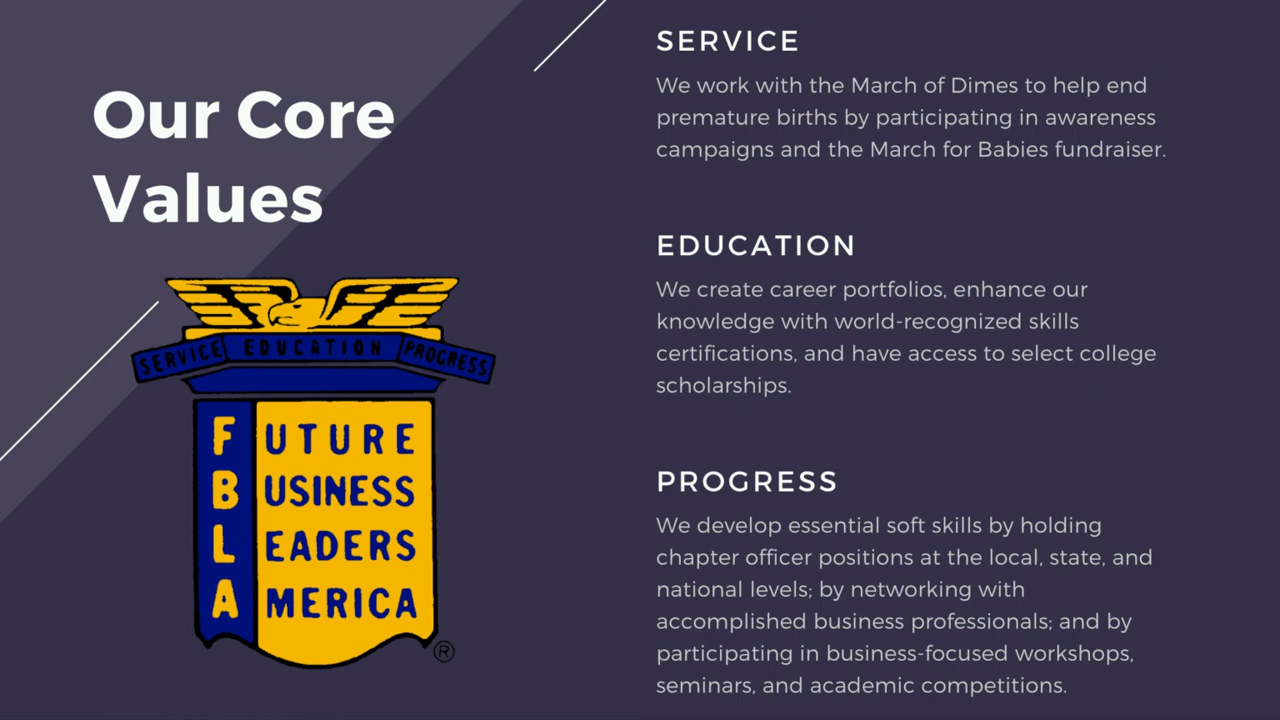 Our Core
Values
SERVICE EDUCATION PROGRESS
FUTURE
BUSINESS
LEADERS
AMERICA
®
SERVICE
We work with the March of Dimes to help end
premature births by participating in awareness
campaigns and the March for Babies fundraiser.
EDUCATION
We create career portfolios, enhance our
knowledge with world-recognized skills
certifications, and have access to select college
scholarships.
PROGRESS
We develop essential soft skills by holding
chapter officer positions at the local, state, and
national levels; by networking with
accomplished business professionals; and by
participating in business-focused workshops,
seminars, and academic competitions.